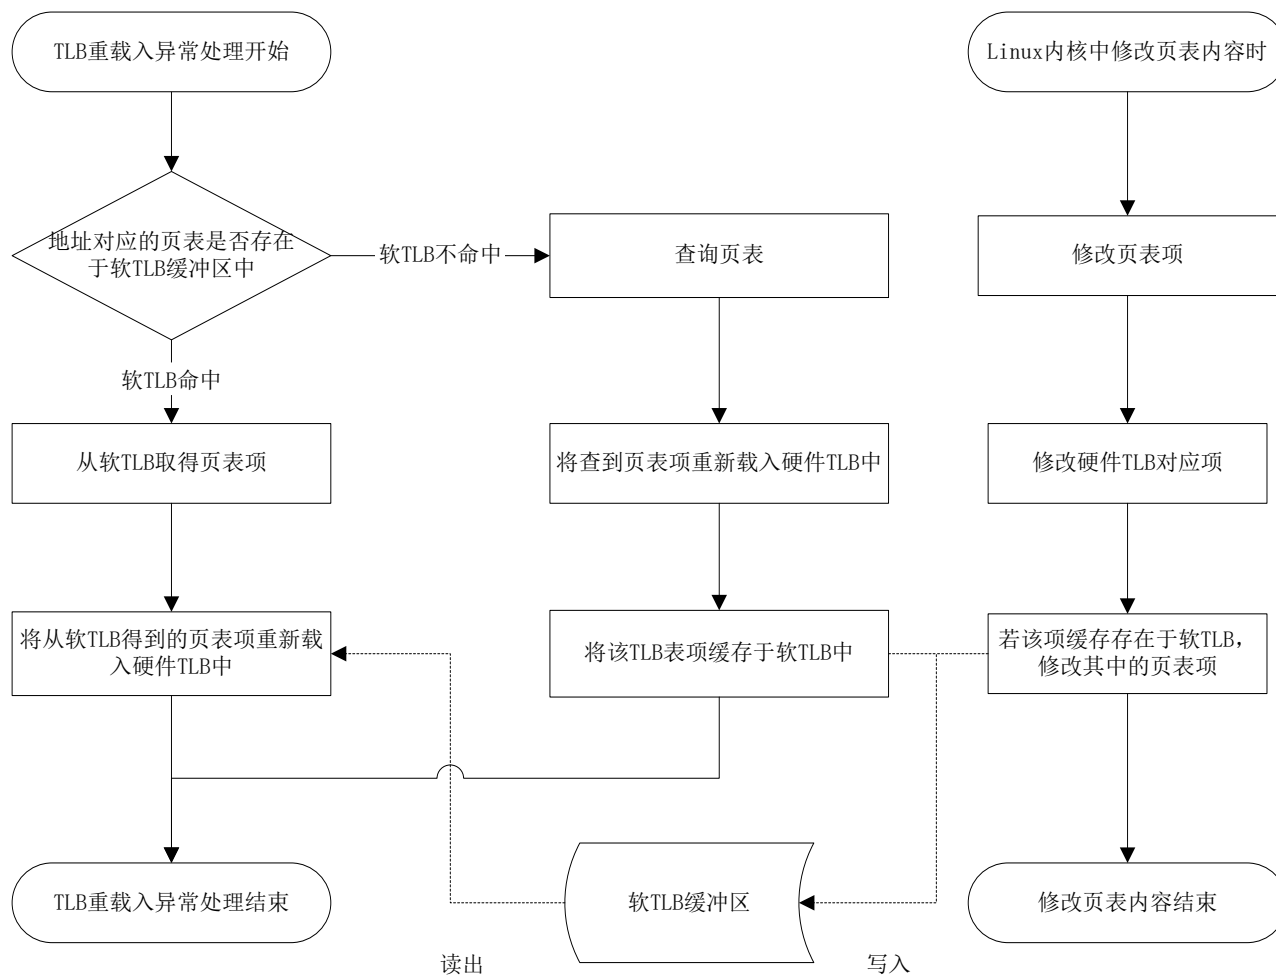 TLB重载入异常处理开始
Linux内核中修改页表内容时
地址对应的页表是否存在
于软TLB缓冲区中
软TLB不命中
查询页表
修改页表项
软TLB命中
从软TLB取得页表项
将查到页表项重新载入硬件TLB中
修改硬件TLB对应项
将从软TLB得到的页表项重新载
入硬件TLB中
将该TLB表项缓存于软TLB中
若该项缓存存在于软TLB,
修改其中的页表项
TLB重载入异常处理结束
软TLB缓冲区
修改页表内容结束
读出
写入